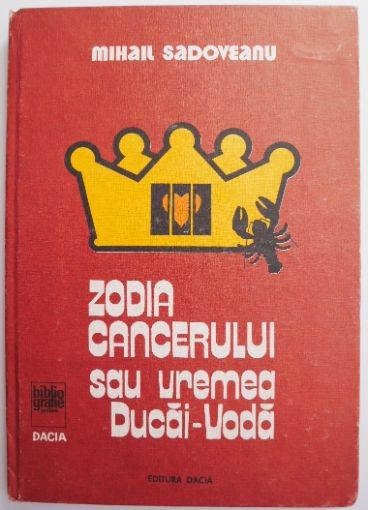 MIHAIL SADOVEANU
ZODIA
CANCERULUI
sau vremea
Ducăi-Vodă
biblio
grafie
DACIA
EDITURA DACIA